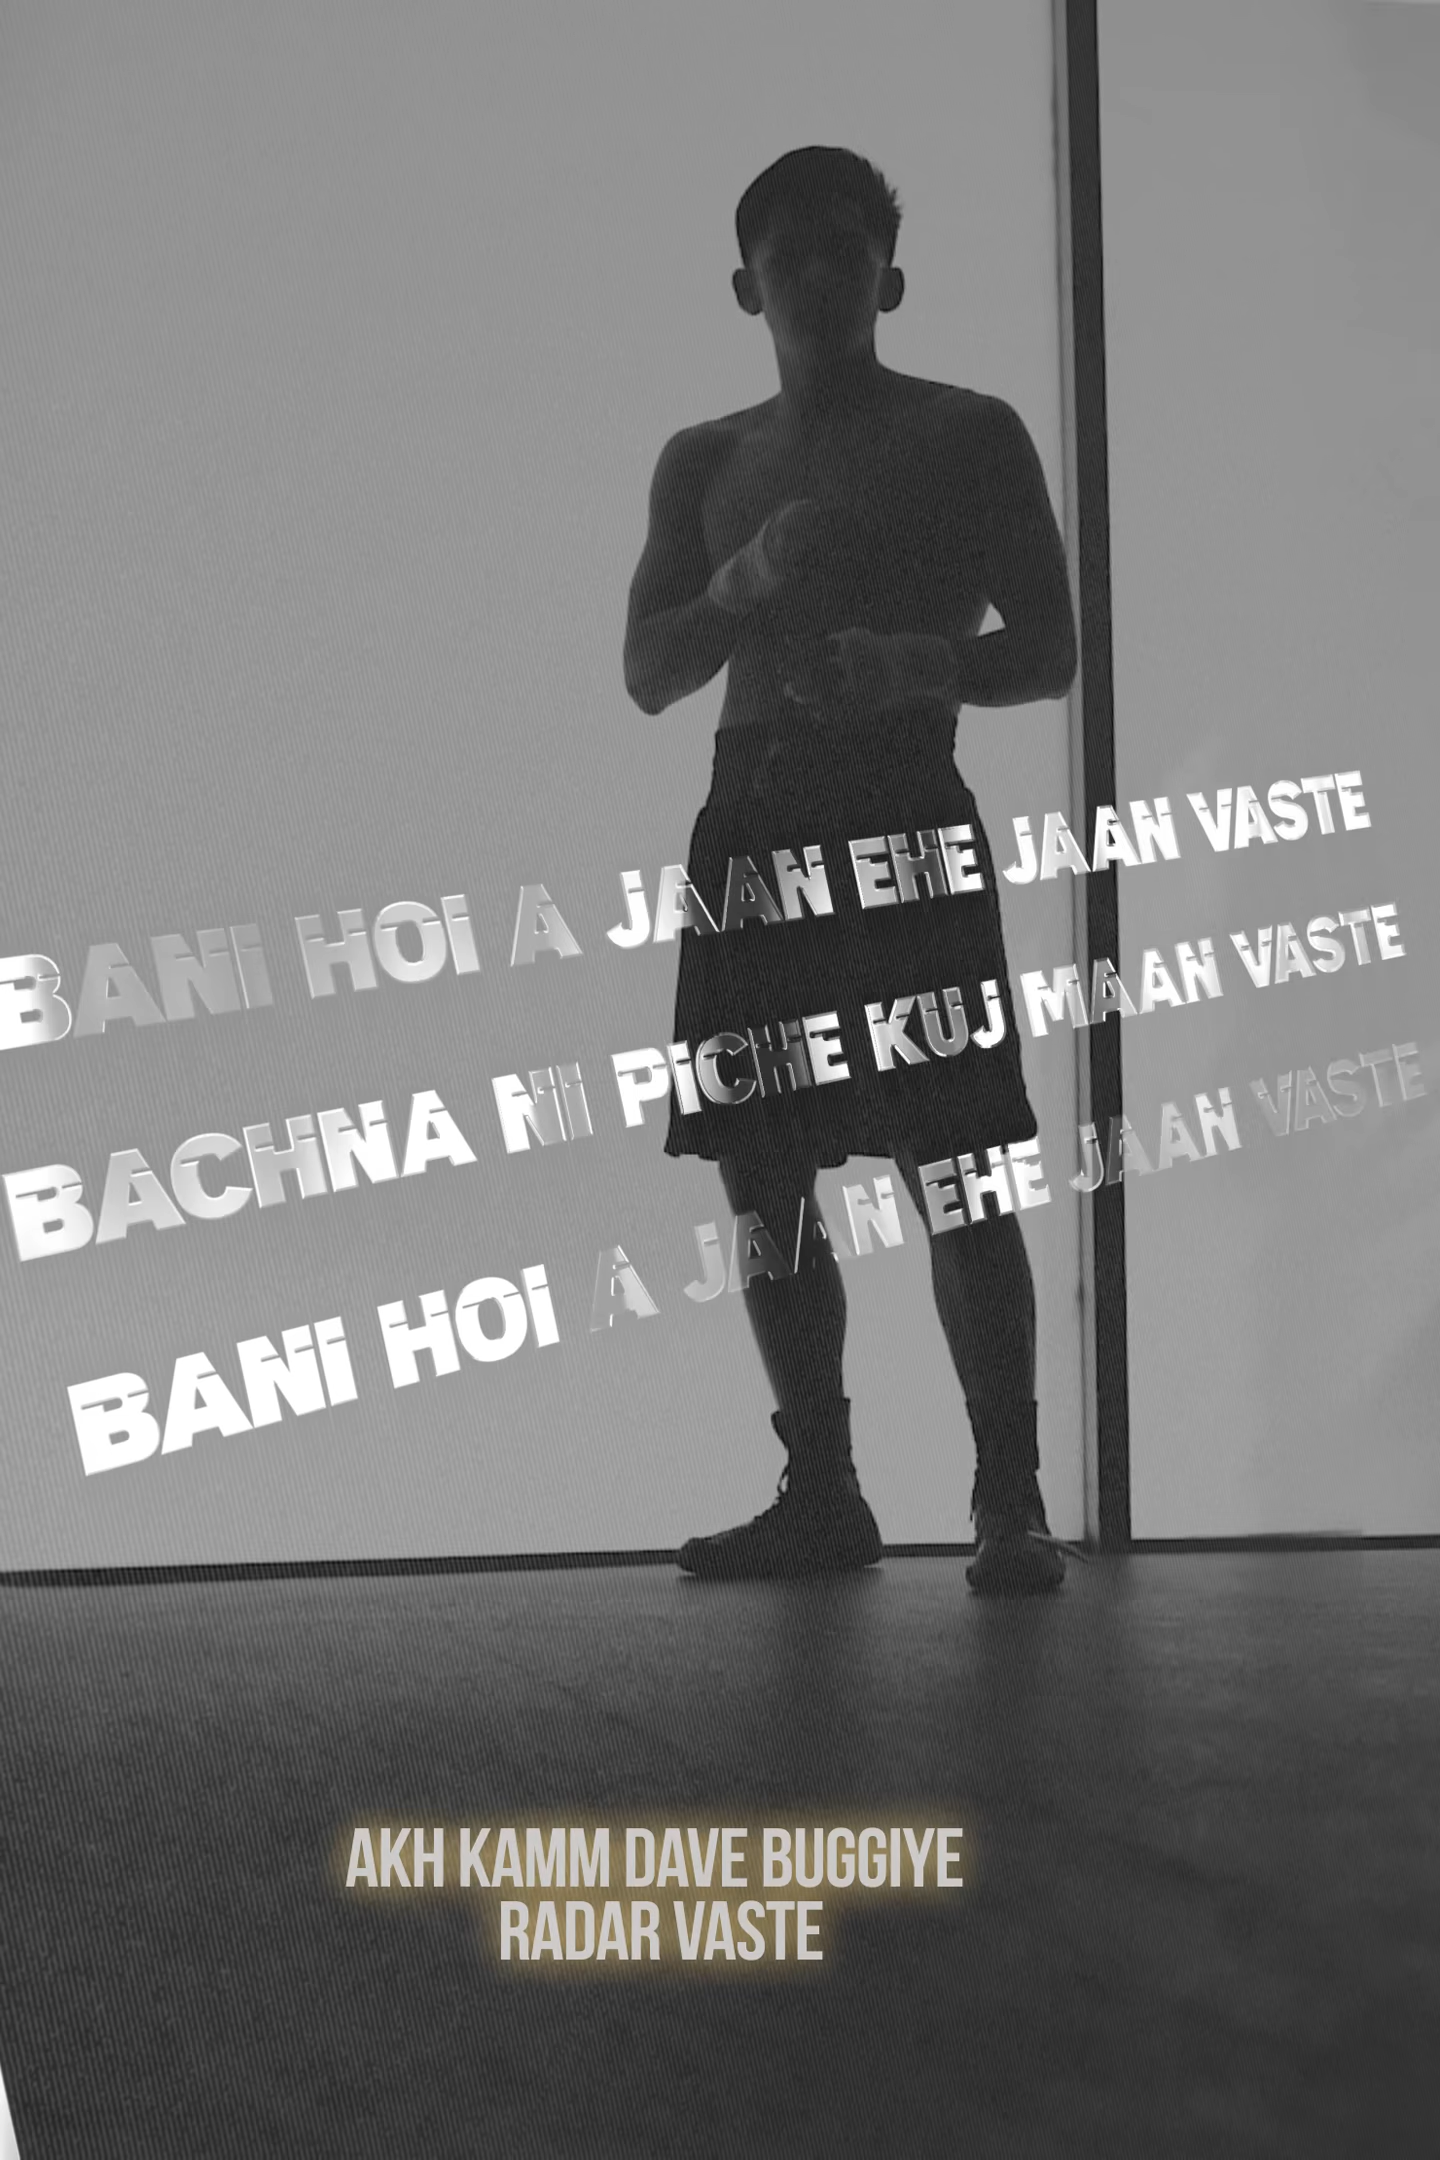 BANI HOI A JAAN EHE JAAN VASTE
BACHNA NI PICHE KUJ MAAN VASTE
BANI HOI A JAAN EHE JAAN VASTE
AKH KAMM DAVE BUGGIYE
RADAR VASTE